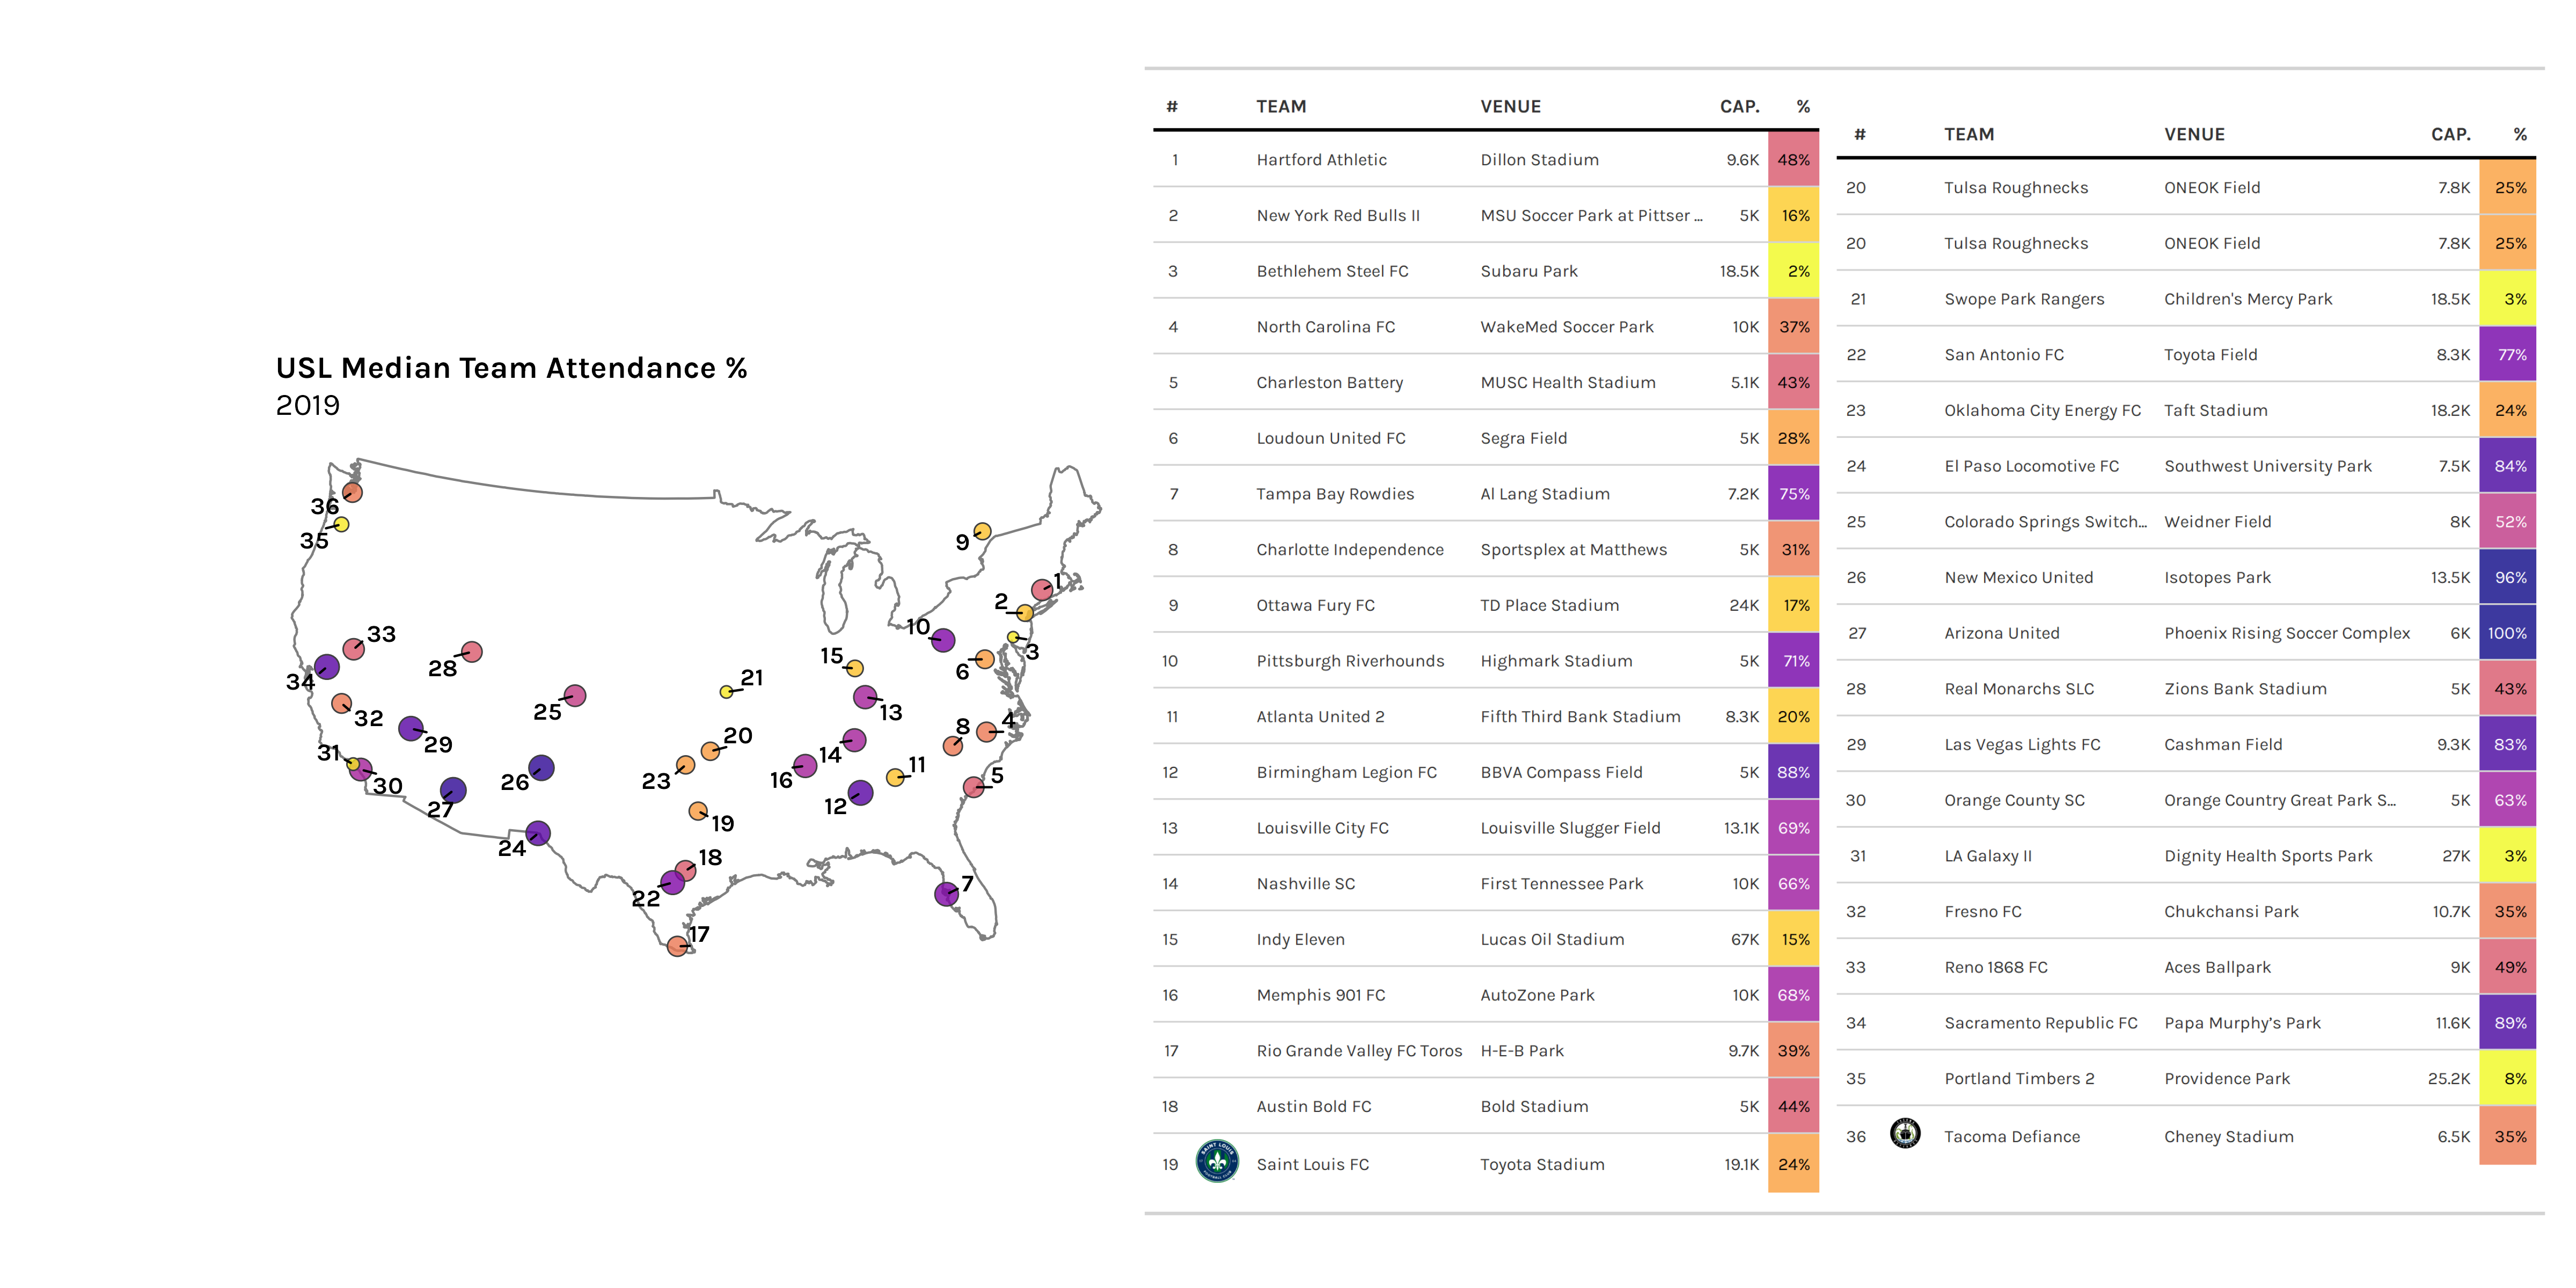 USL Median Team Attendance %
2019
36
35
9
1
2
10
3
33
28
15
6
34
21
25
13
32
8
4
29
20
14
31
11
16
30
26
23
5
12
27
19
24
18
22
7
17
# TEAM VENUE CAP. %
1 Hartford Athletic Dillon Stadium 9.6K 48%
2 New York Red Bulls II MSU Soccer Park at Pittser ... 5K 16%
3 Bethlehem Steel FC Subaru Park 18.5K 2%
4 North Carolina FC WakeMed Soccer Park 10K 37%
5 Charleston Battery MUSC Health Stadium 5.1K 43%
6 Loudoun United FC Segra Field 5K 28%
7 Tampa Bay Rowdies Al Lang Stadium 7.2K 75%
8 Charlotte Independence Sportsplex at Matthews 5K 31%
9 Ottawa Fury FC TD Place Stadium 24K 17%
10 Pittsburgh Riverhounds Highmark Stadium 5K 71%
11 Atlanta United 2 Fifth Third Bank Stadium 8.3K 20%
12 Birmingham Legion FC BBVA Compass Field 5K 88%
13 Louisville City FC Louisville Slugger Field 13.1K 69%
14 Nashville SC First Tennessee Park 10K 66%
15 Indy Eleven Lucas Oil Stadium 67K 15%
16 Memphis 901 FC AutoZone Park 10K 68%
17 Rio Grande Valley FC Toros H-E-B Park 9.7K 39%
18 Austin Bold FC Bold Stadium 5K 44%
19 Saint Louis FC Toyota Stadium 19.1K 24%
SAINT LOUIS
# TEAM VENUE CAP. %
20 Tulsa Roughnecks ONEOK Field 7.8K 25%
20 Tulsa Roughnecks ONEOK Field 7.8K 25%
21 Swope Park Rangers Children's Mercy Park 18.5K 3%
22 San Antonio FC Toyota Field 8.3K 77%
23 Oklahoma City Energy FC Taft Stadium 18.2K 24%
24 El Paso Locomotive FC Southwest University Park 7.5K 84%
25 Colorado Springs Switch... Weidner Field 8K 52%
26 New Mexico United Isotopes Park 13.5K 96%
27 Arizona United Phoenix Rising Soccer Complex 6K 100%
28 Real Monarchs SLC Zions Bank Stadium 5K 43%
29 Las Vegas Lights FC Cashman Field 9.3K 83%
30 Orange County SC Orange Country Great Park S... 5K 63%
31 LA Galaxy II Dignity Health Sports Park 27K 3%
32 Fresno FC Chukchansi Park 10.7K 35%
33 Reno 1868 FC Aces Ballpark 9K 49%
34 Sacramento Republic FC Papa Murphy's Park 11.6K 89%
35 Portland Timbers 2 Providence Park 25.2K 8%
36 Tacoma Defiance Cheney Stadium 6.5K 35%